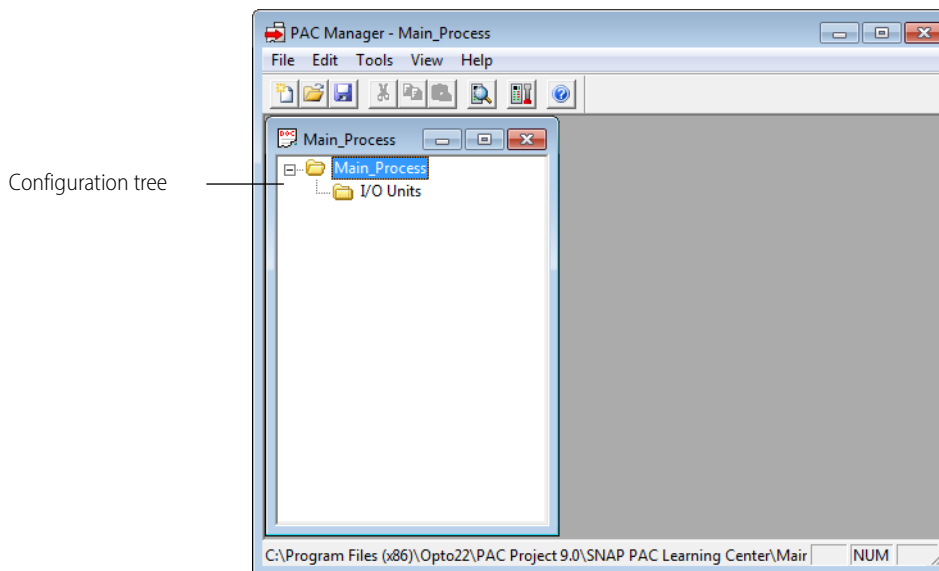 PAC Manager - Main_Process
File Edit Tools View Help
Main_Process
Main_Process
I/O Units
Configuration tree
C:\Program Files (x86)\Opto22\PAC Project 9.0\SNAP PAC Learning Center\Mair NUM